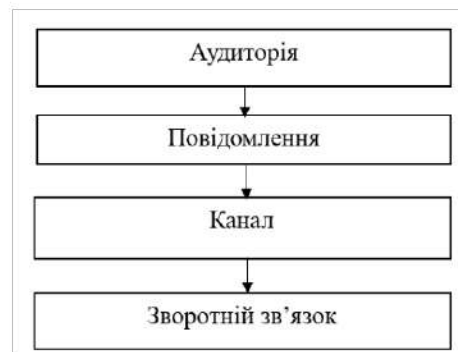 Аудиторія
Повідомлення
Канал
Зворотній зв’язок